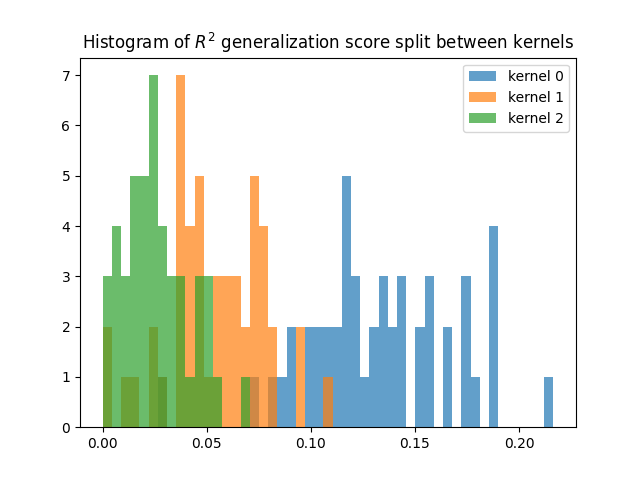 Histogram of R² generalization score split between kernels
kernel 0
kernel 1
kernel 2
7
6
5
4
3
2
1
0
0.00 0.05 0.10 0.15 0.20